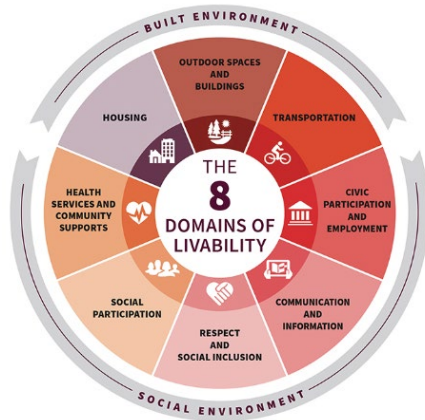 BUILT ENVIRONMENT
OUTDOOR SPACES
AND
BUILDINGS
TRANSPORTATION
CIVIC
PARTICIPATION
AND
EMPLOYMENT
COMMUNICATION
AND
INFORMATION
RESPECT
AND
SOCIAL INCLUSION
SOCIAL
PARTICIPATION
HEALTH
SERVICES AND
COMMUNITY
SUPPORTS
HOUSING
THE
8
DOMAINS OF
LIVABILITY
SOCIAL ENVIRONMENT